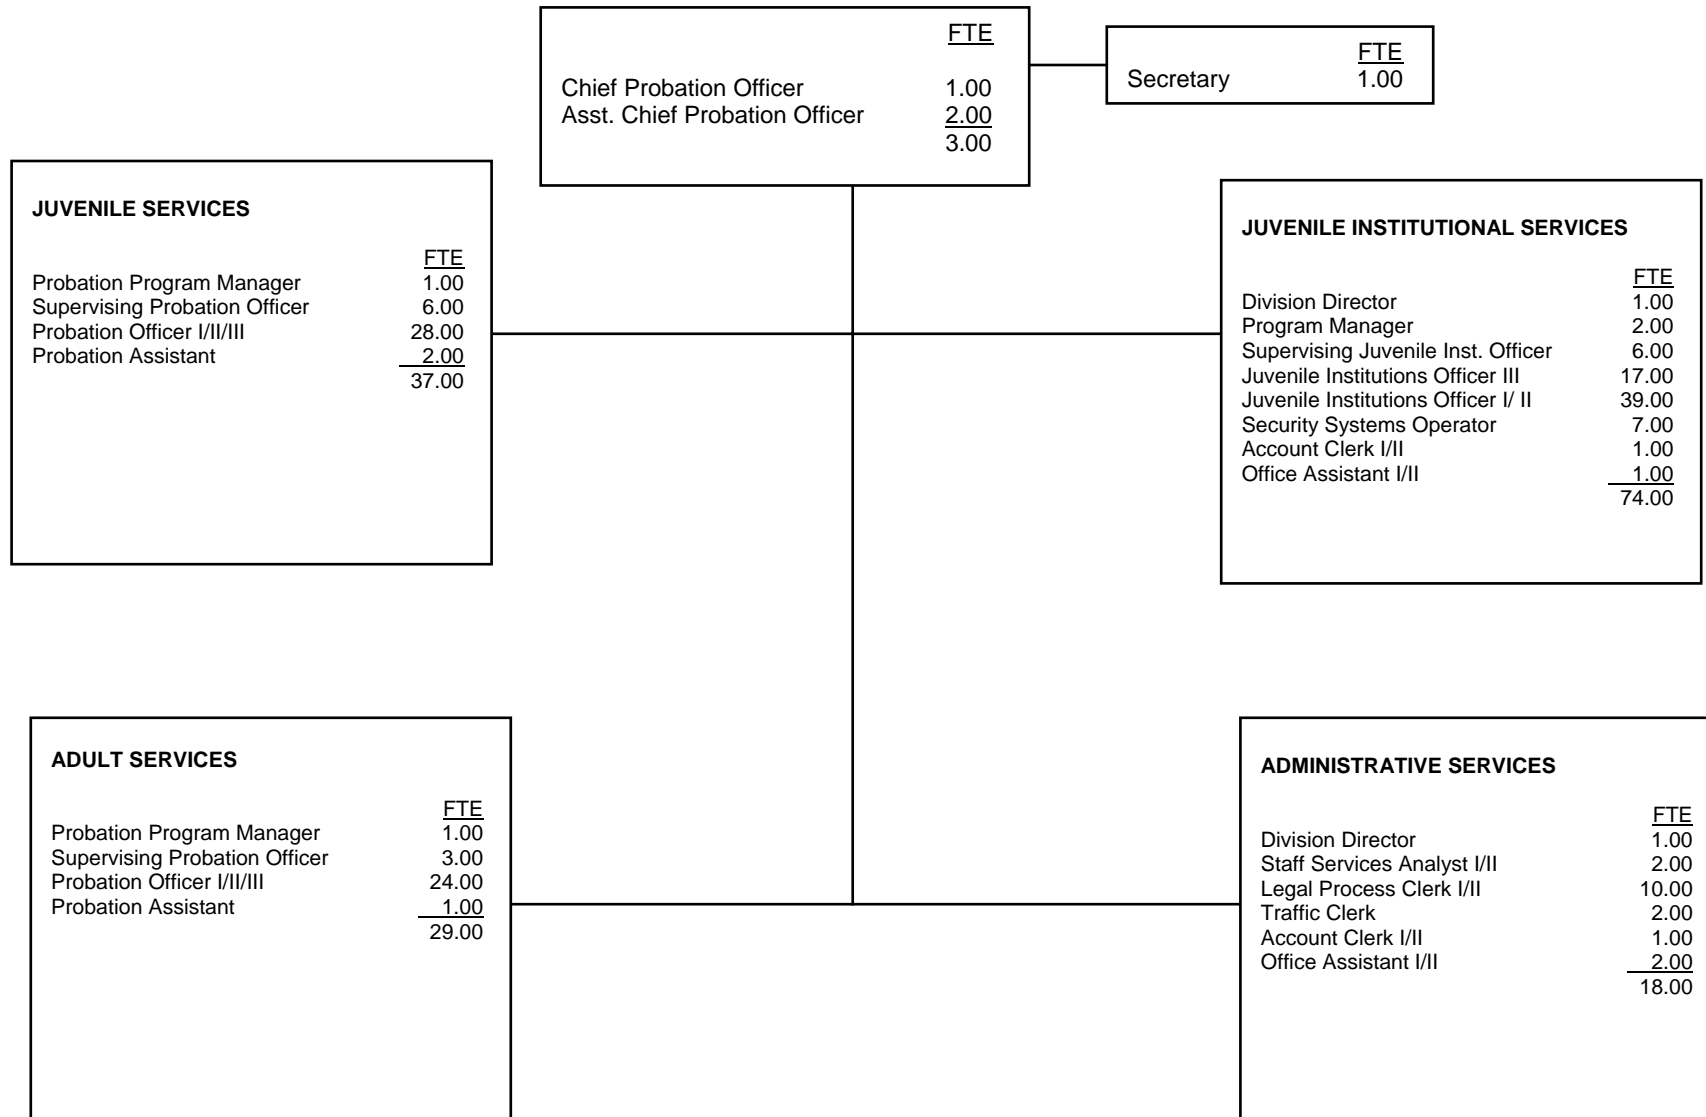 FTE
Chief Probation Officer 1.00
Asst. Chief Probation Officer 2.00
3.00
FTE
Secretary 1.00
JUVENILE SERVICES
FTE
Probation Program Manager 1.00
Supervising Probation Officer 6.00
Probation Officer I/II/III 28.00
Probation Assistant 2.00
37.00
JUVENILE INSTITUTIONAL SERVICES
FTE
Division Director 1.00
Program Manager 2.00
Supervising Juvenile Inst. Officer 6.00
Juvenile Institutions Officer III 17.00
Juvenile Institutions Officer I/ II 39.00
Security Systems Operator 7.00
Account Clerk I/II 1.00
Office Assistant I/II 1.00
74.00
ADULT SERVICES
FTE
Probation Program Manager 1.00
Supervising Probation Officer 3.00
Probation Officer I/II/III 24.00
Probation Assistant 1.00
29.00
ADMINISTRATIVE SERVICES
FTE
Division Director 1.00
Staff Services Analyst I/II 2.00
Legal Process Clerk I/II 10.00
Traffic Clerk 2.00
Account Clerk I/II 1.00
Office Assistant I/II 2.00
18.00